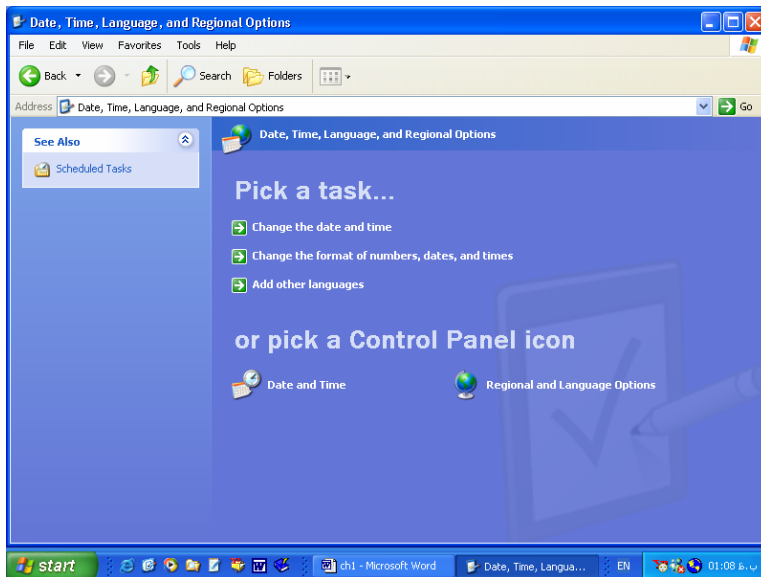 Date, Time, Language, and Regional Options
File Edit View Favorites Tools Help
Back Search Folders
Address Date, Time, Language, and Regional Options Go
See Also
Scheduled Tasks
Date, Time, Language, and Regional Options
Pick a task...
Change the date and time
Change the format of numbers, dates, and times
Add other languages
or pick a Control Panel icon
Date and Time Regional and Language Options
start ch1 - Microsoft Word Date, Time, Langua... EN 01:08